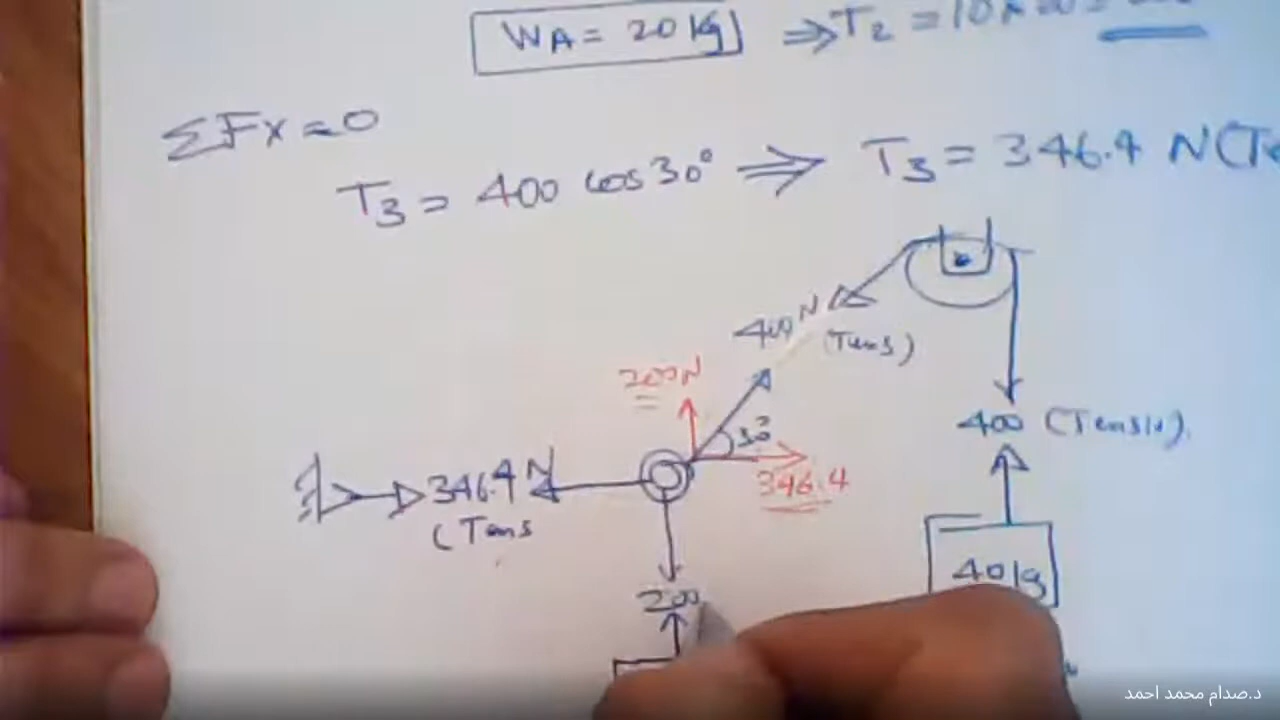 WA = 20 kg ⇒ T2 = 10
ΣFx = 0
T3 = 400 cos 30° ⇒ T3 = 346.4 N (Te
400 N
(Tens)
200 N
30°
400 (Tension).
346.4 N
346.4
(Tens
40 kg
200
د.صدام محمد احمد